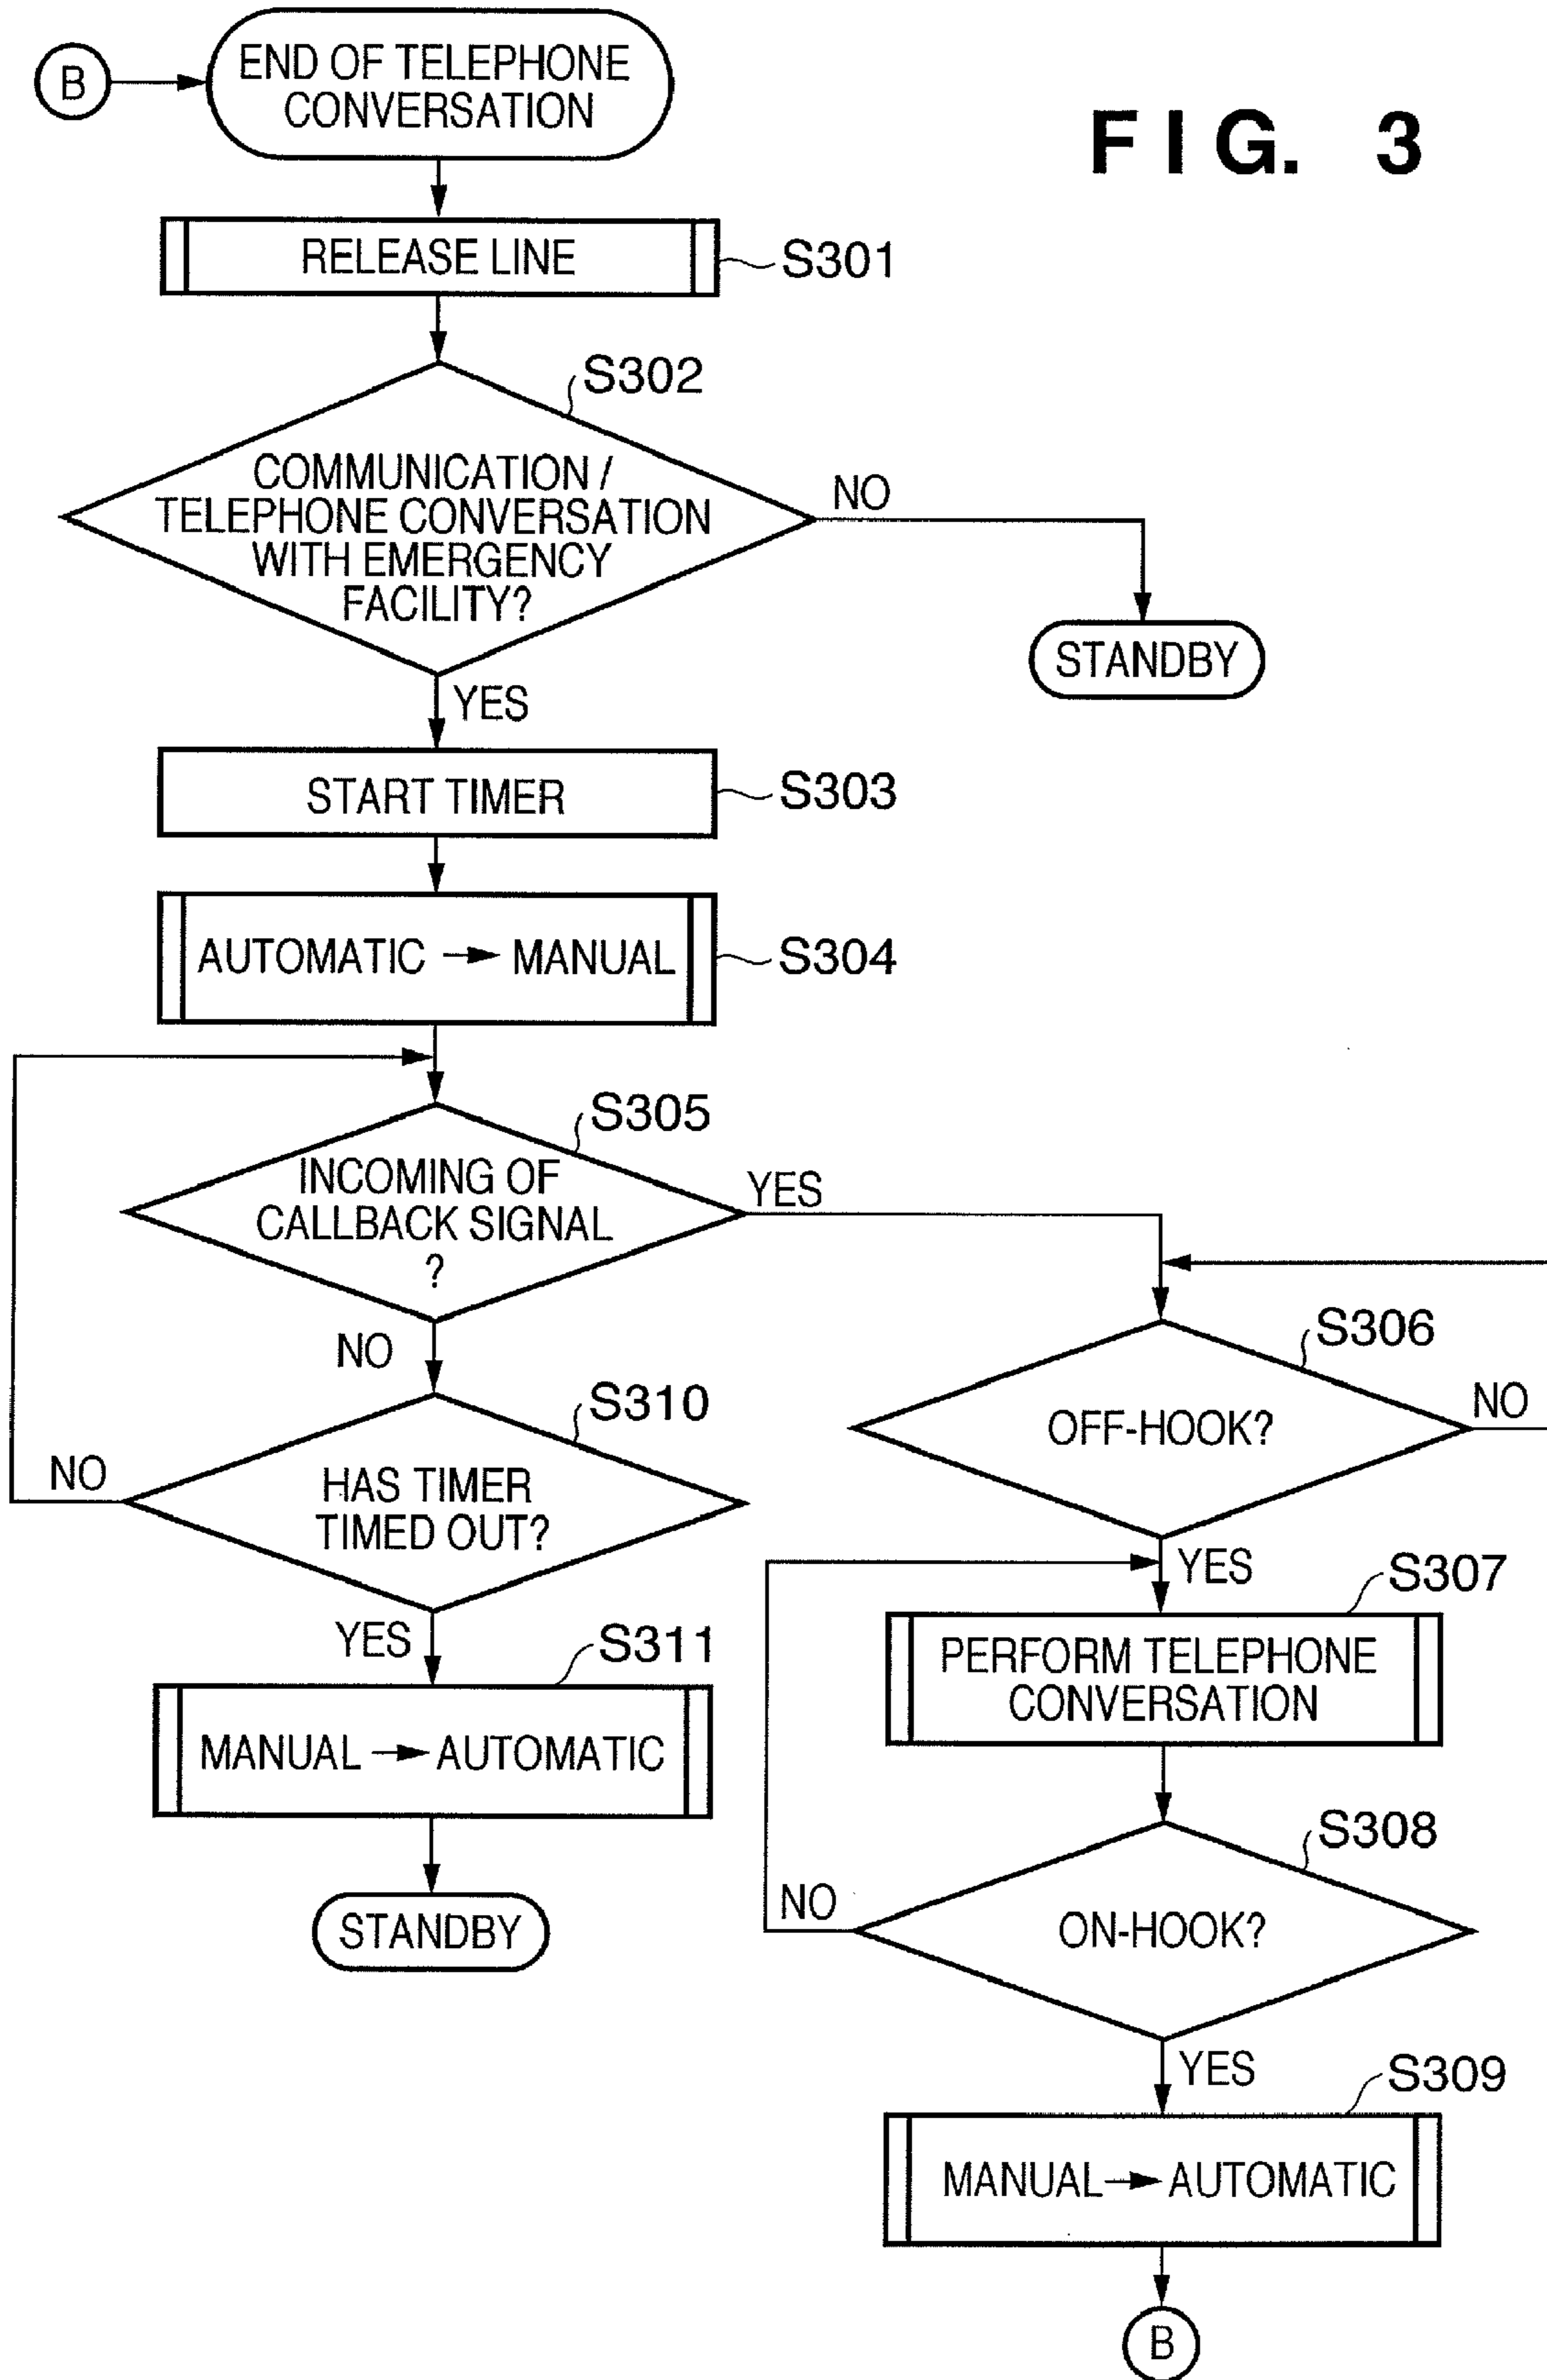 B
END OF TELEPHONE
CONVERSATION
FIG. 3
RELEASE LINE
S301
S302
COMMUNICATION /
TELEPHONE CONVERSATION
WITH EMERGENCY
FACILITY?
NO
STANDBY
YES
START TIMER
S303
AUTOMATIC → MANUAL
S304
S305
INCOMING OF
CALLBACK SIGNAL
?
YES
NO
S306
OFF-HOOK?
NO
S310
HAS TIMER
TIMED OUT?
NO
YES
YES
S307
PERFORM TELEPHONE
CONVERSATION
S311
MANUAL → AUTOMATIC
STANDBY
S308
ON-HOOK?
NO
YES
S309
MANUAL → AUTOMATIC
B